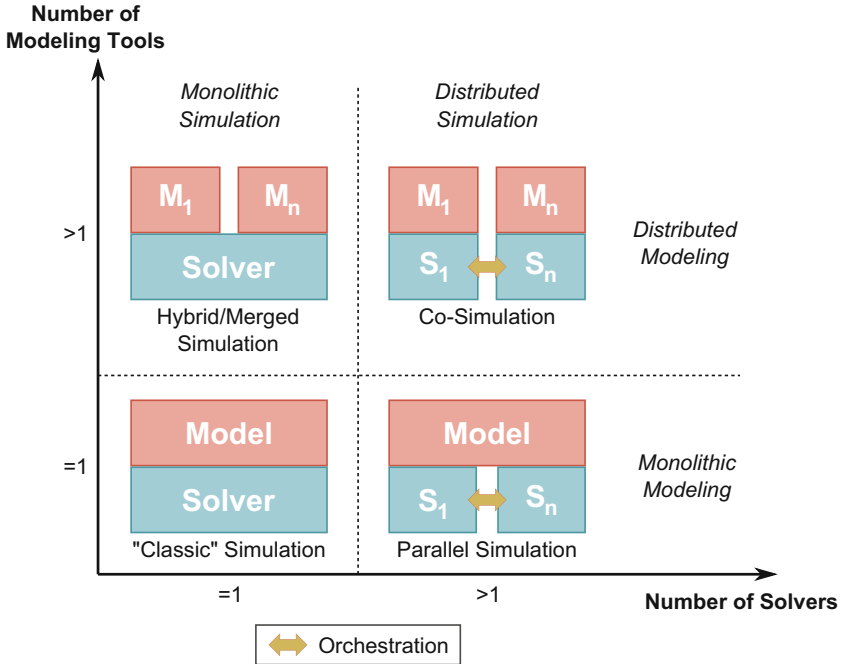 Number of
Modeling Tools
Monolithic
Simulation
Distributed
Simulation
M1
Mn
M1
Mn
>1
Solver
S1
Sn
Distributed
Modeling
Hybrid/Merged
Simulation
Co-Simulation
Model
Model
=1
Solver
S1
Sn
Monolithic
Modeling
"Classic" Simulation
Parallel Simulation
=1
>1
Number of Solvers
Orchestration